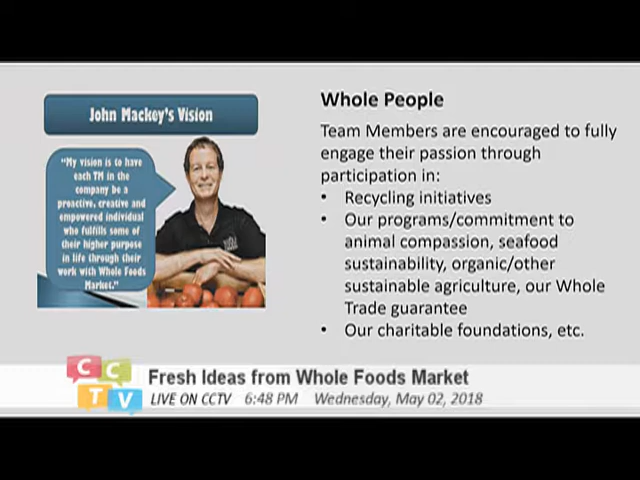 John Mackey's Vision
"My vision is to have
each TM in the
company be a
proactive, creative and
empowered individual
who fulfills some of
their higher purpose
in life through their
work with Whole Foods
Market."
Whole People
Team Members are encouraged to fully
engage their passion through
participation in:
• Recycling initiatives
• Our programs/commitment to
animal compassion, seafood
sustainability, organic/other
sustainable agriculture, our Whole
Trade guarantee
• Our charitable foundations, etc.
CCTV
Fresh Ideas from Whole Foods Market
LIVE ON CCTV 6:48 PM Wednesday, May 02, 2018